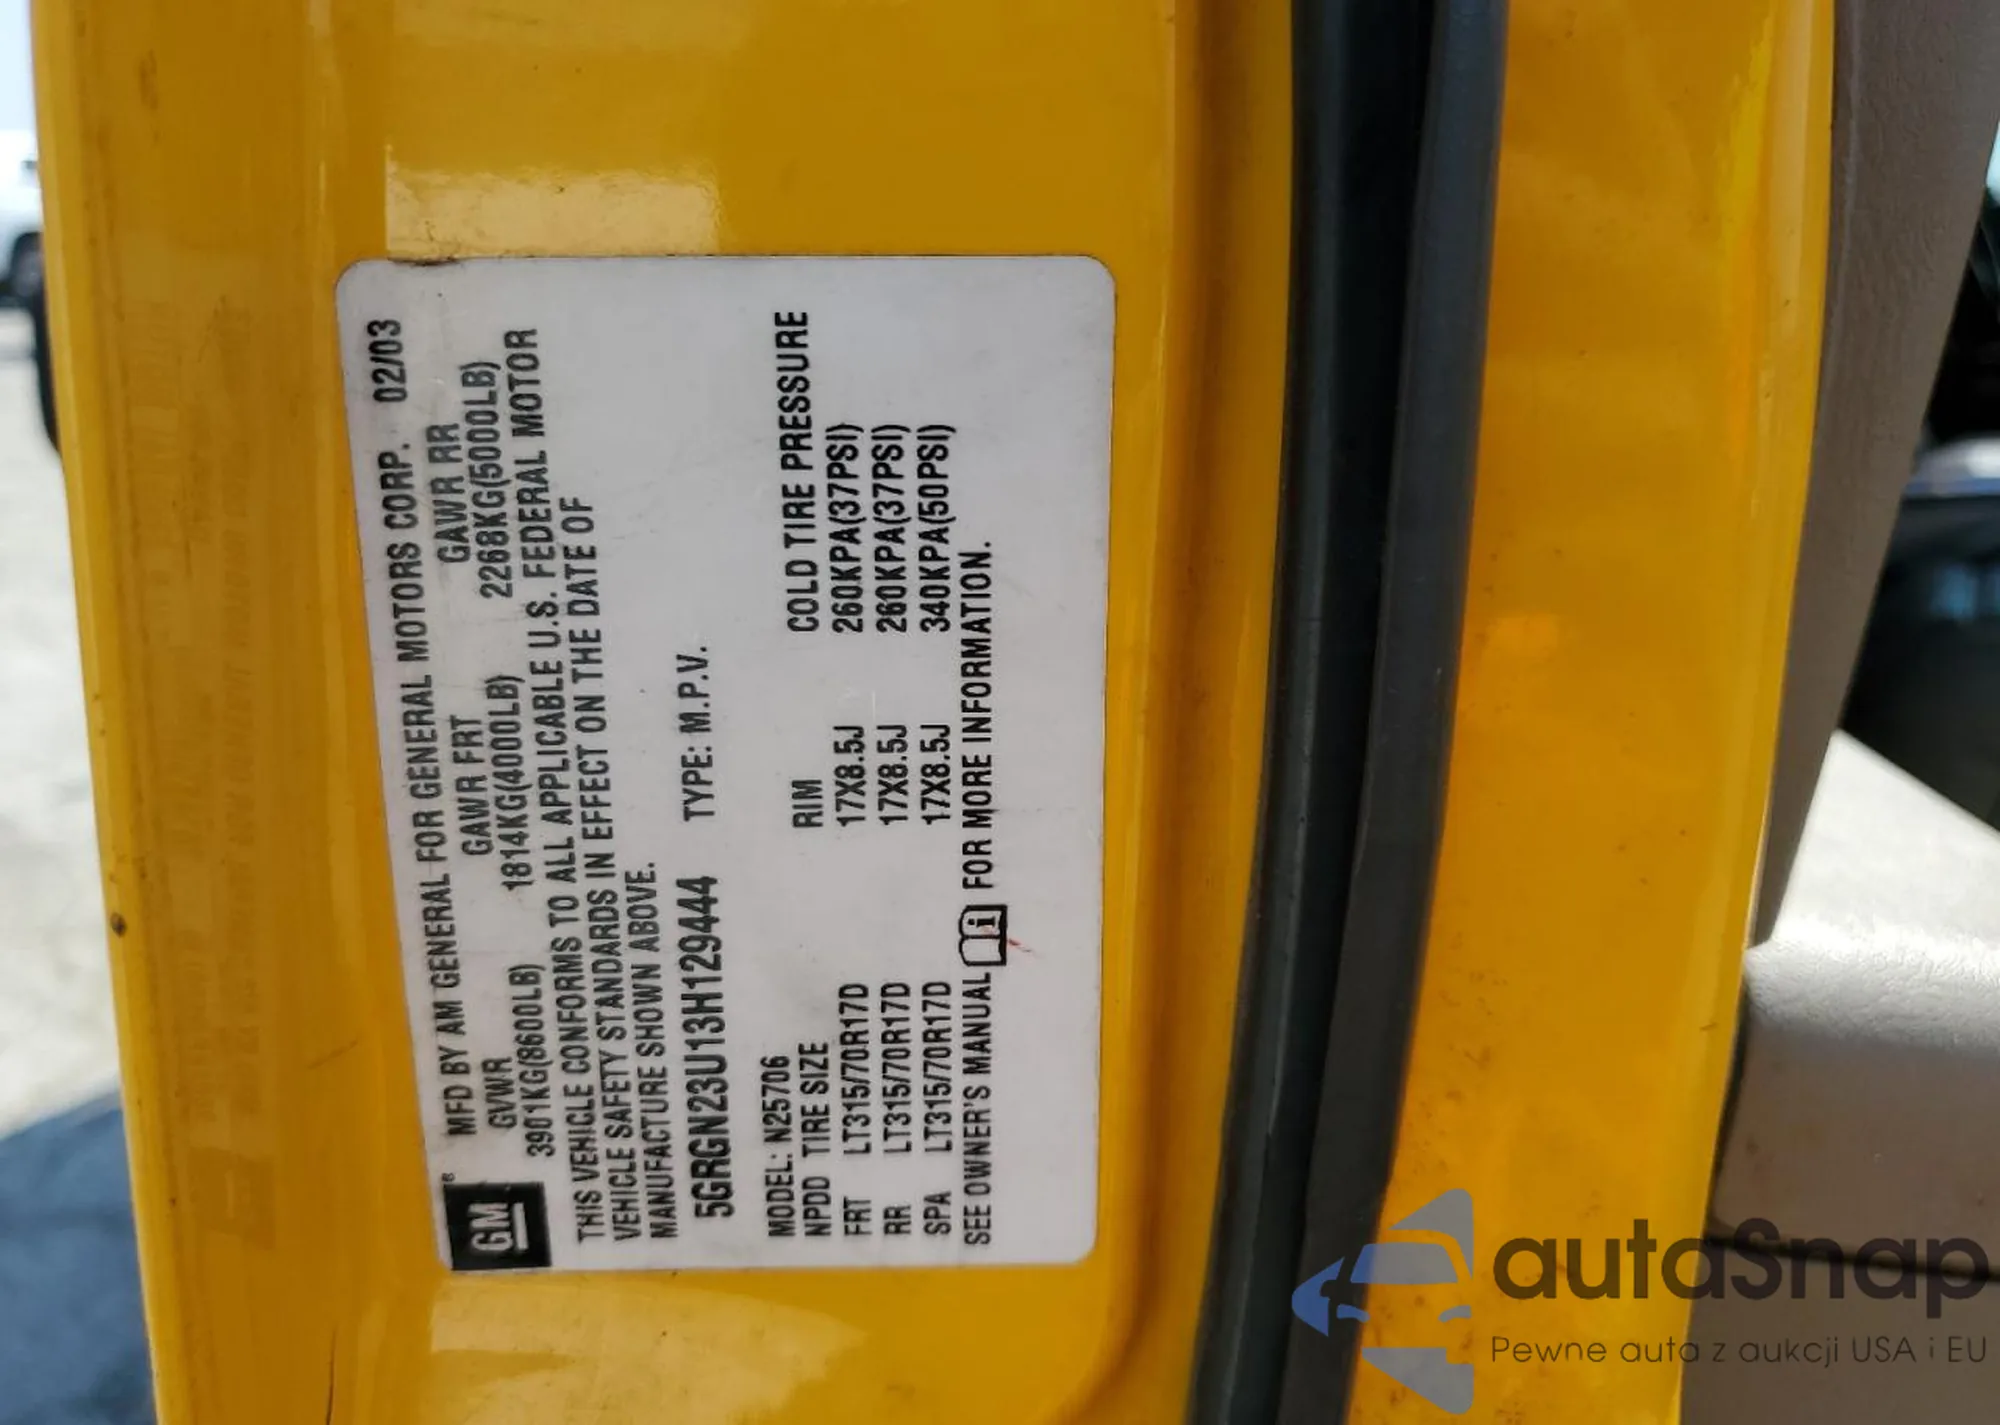 MFD BY AM GENERAL FOR GENERAL MOTORS CORP. 02/03
GVWR GAWR FRT GAWR RR
3901KG(8600LB) 1814KG(4000LB) 2268KG(5000LB)
THIS VEHICLE CONFORMS TO ALL APPLICABLE U.S. FEDERAL MOTOR
VEHICLE SAFETY STANDARDS IN EFFECT ON THE DATE OF
MANUFACTURE SHOWN ABOVE.
GM®
5GRGN23U13H129444 TYPE: M.P.V.
MODEL: N25706
NPDD TIRE SIZE RIM COLD TIRE PRESSURE
FRT LT315/70R17D 17X8.5J 260KPA(37PSI)
RR LT315/70R17D 17X8.5J 260KPA(37PSI)
SPA LT315/70R17D 17X8.5J 340KPA(50PSI)
SEE OWNER'S MANUAL i FOR MORE INFORMATION.
autoSnap
Pewne auta z aukcji USA i EU